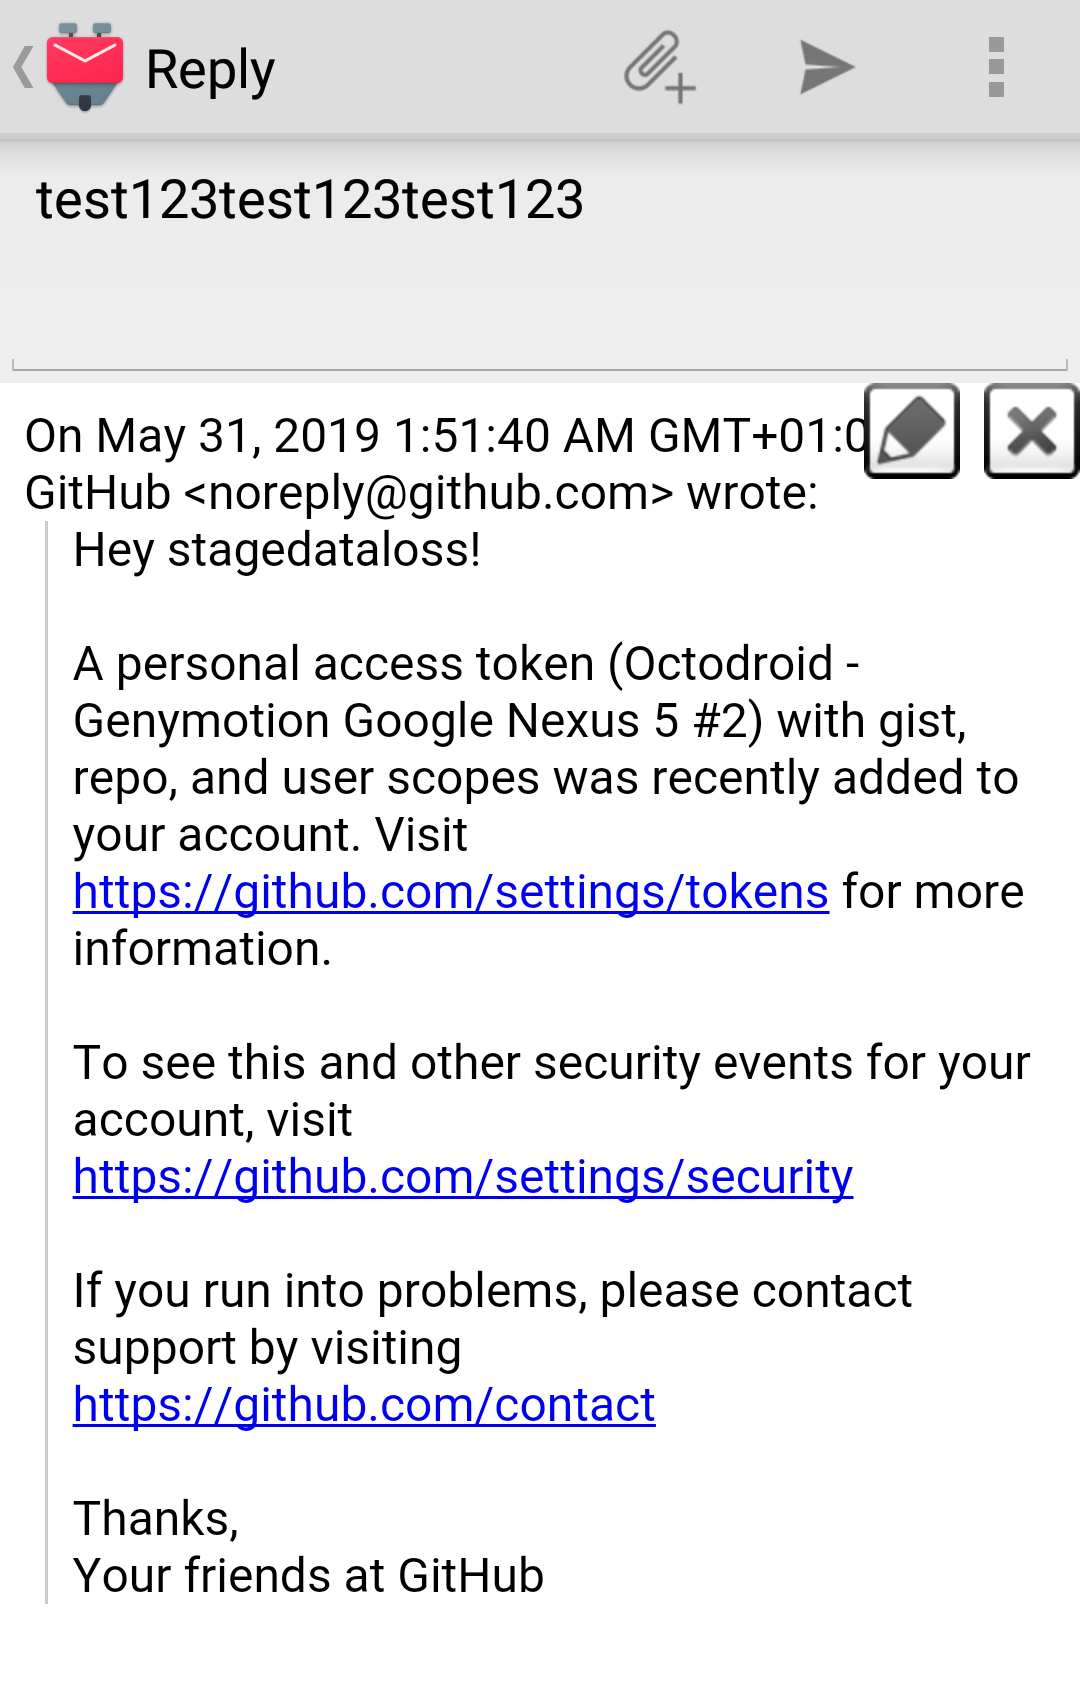 Reply
test123test123test123
On May 31, 2019 1:51:40 AM GMT+01:0
GitHub <noreply@github.com> wrote:
Hey stagedataloss!
A personal access token (Octodroid -
Genymotion Google Nexus 5 #2) with gist,
repo, and user scopes was recently added to
your account. Visit
https://github.com/settings/tokens for more
information.
To see this and other security events for your
account, visit
https://github.com/settings/security
If you run into problems, please contact
support by visiting
https://github.com/contact
Thanks,
Your friends at GitHub